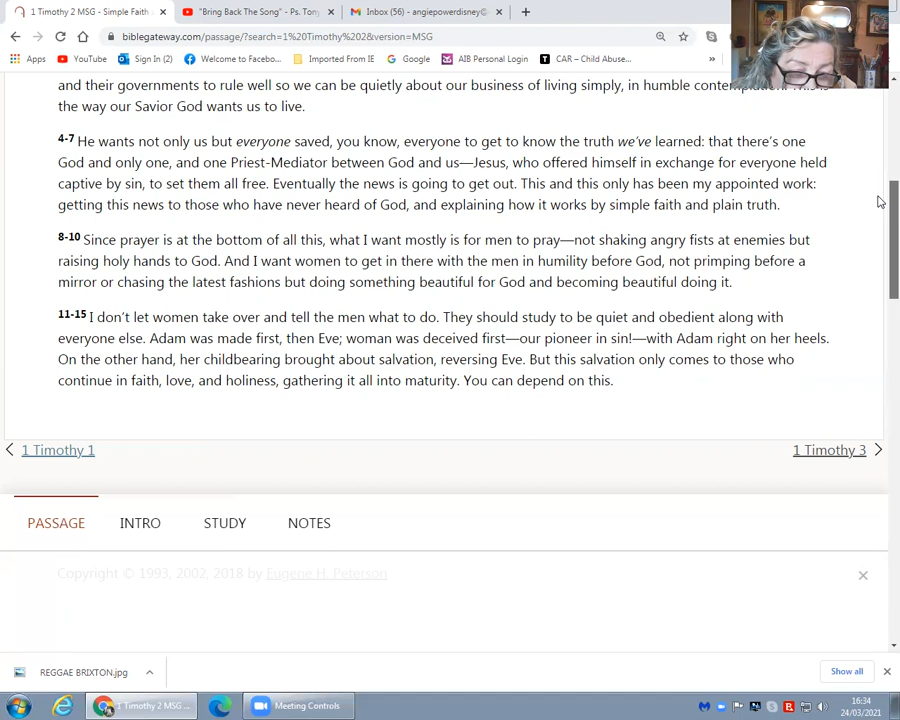 1 Timothy 2 MSG - Simple Faith
"Bring Back The Song" - Ps. Tony
Inbox (56) - angiepowerdisney@
biblegateway.com/passage/?search=1%20Timothy%202&version=MSG
Apps YouTube Sign In (2) Welcome to Facebo... Imported From IE Google AIB Personal Login CAR – Child Abuse... »
and their governments to rule well so we can be quietly about our business of living simply, in humble contemplation. This is
the way our Savior God wants us to live.
4-7 He wants not only us but everyone saved, you know, everyone to get to know the truth we've learned: that there's one
God and only one, and one Priest-Mediator between God and us—Jesus, who offered himself in exchange for everyone held
captive by sin, to set them all free. Eventually the news is going to get out. This and this only has been my appointed work:
getting this news to those who have never heard of God, and explaining how it works by simple faith and plain truth.
8-10 Since prayer is at the bottom of all this, what I want mostly is for men to pray—not shaking angry fists at enemies but
raising holy hands to God. And I want women to get in there with the men in humility before God, not primping before a
mirror or chasing the latest fashions but doing something beautiful for God and becoming beautiful doing it.
11-15 I don't let women take over and tell the men what to do. They should study to be quiet and obedient along with
everyone else. Adam was made first, then Eve; woman was deceived first—our pioneer in sin!—with Adam right on her heels.
On the other hand, her childbearing brought about salvation, reversing Eve. But this salvation only comes to those who
continue in faith, love, and holiness, gathering it all into maturity. You can depend on this.
1 Timothy 1 1 Timothy 3
PASSAGE INTRO STUDY NOTES
Copyright © 1993, 2002, 2018 by Eugene H. Peterson
REGGAE BRIXTON.jpg Show all
1 Timothy 2 MSG Meeting Controls 16:34
24/03/2021